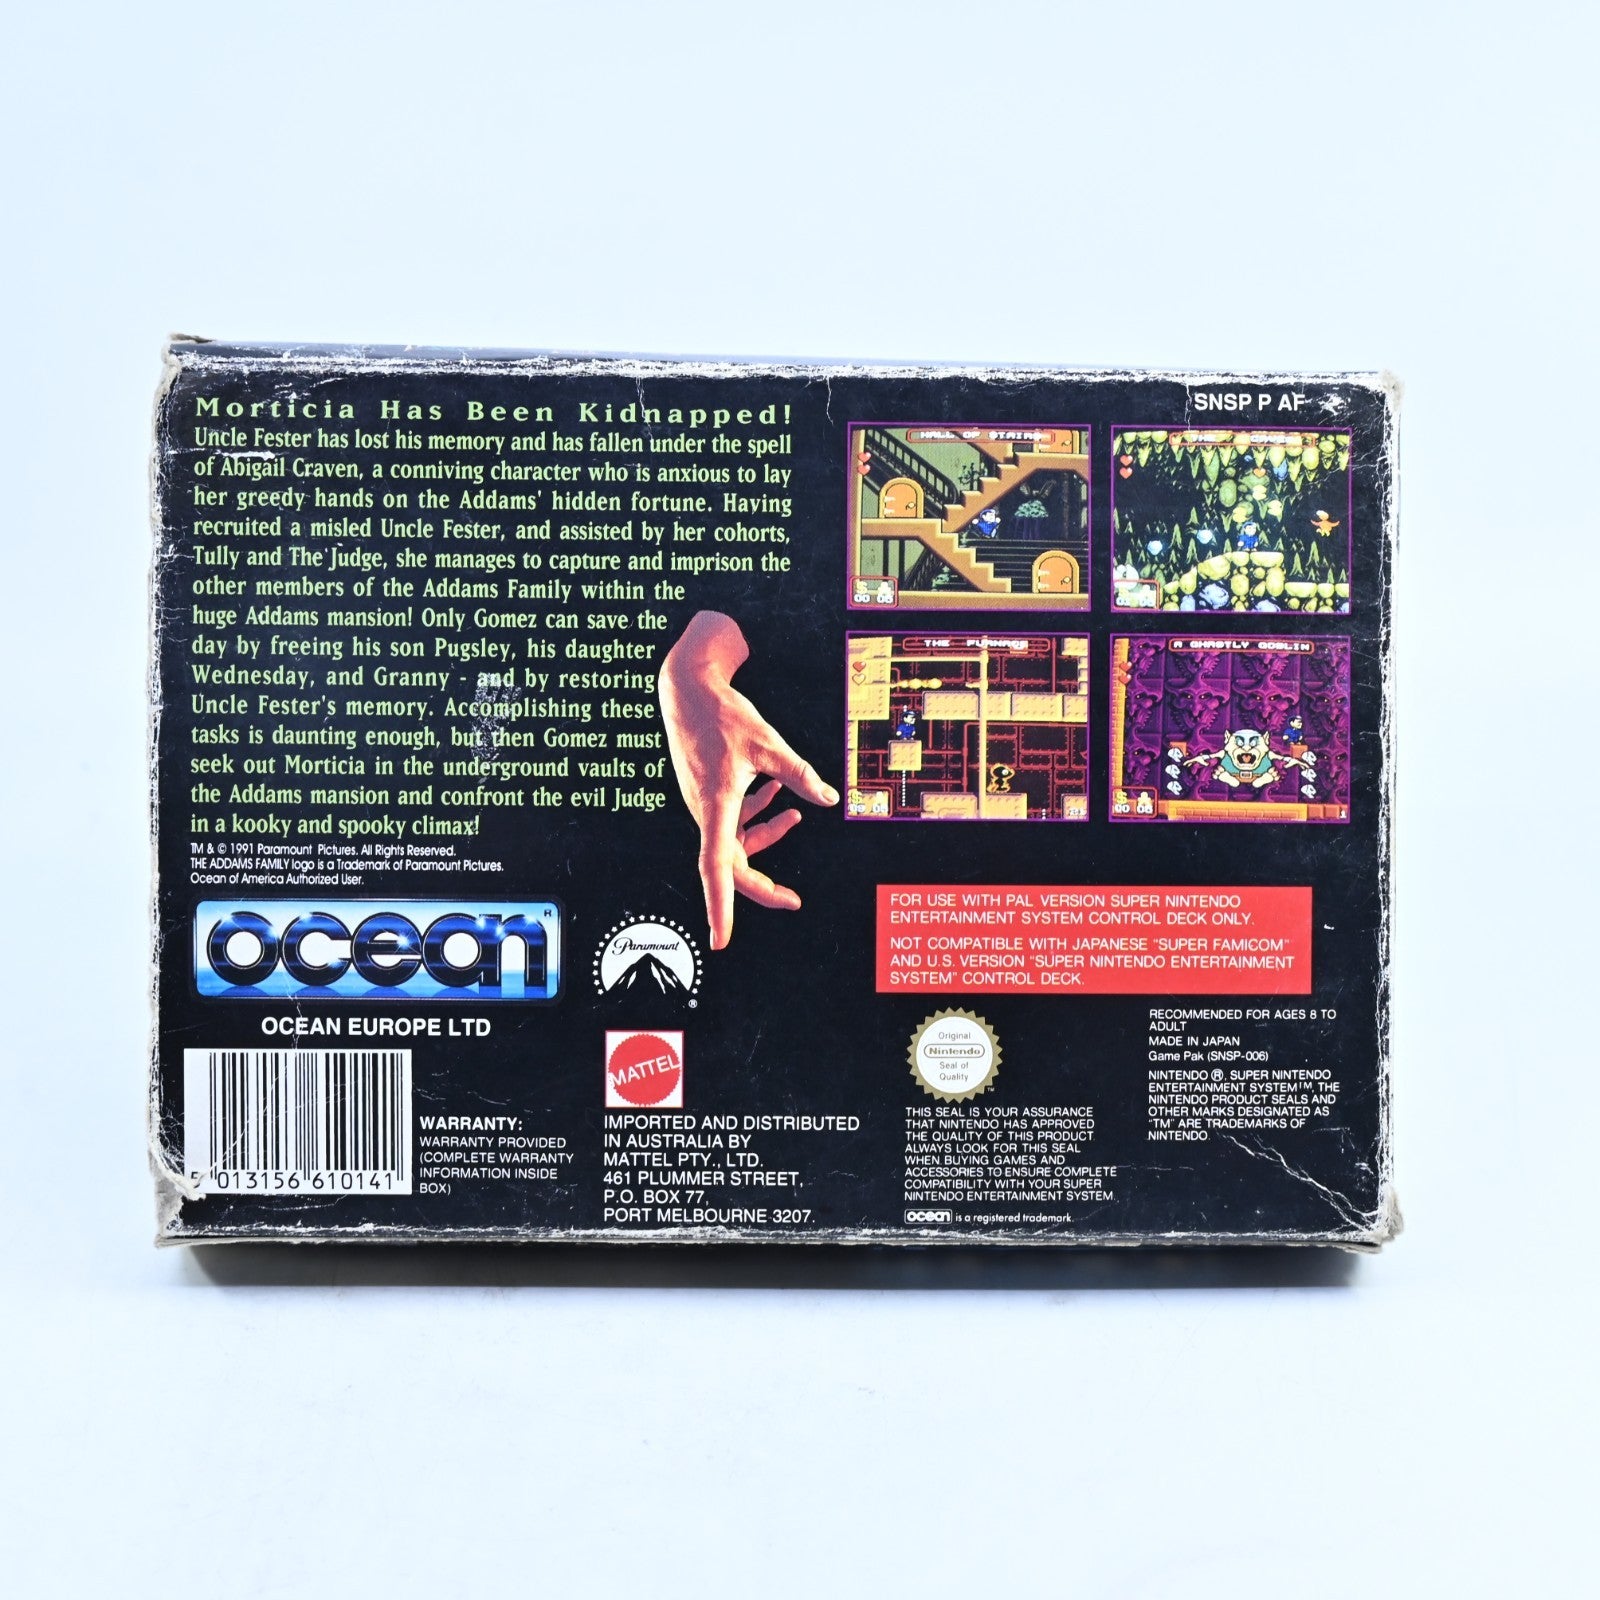 Morticia Has Been Kidnapped!
Uncle Fester has lost his memory and has fallen under the spell
of Abigail Craven, a conniving character who is anxious to lay
her greedy hands on the Addams' hidden fortune. Having
recruited a misled Uncle Fester, and assisted by her cohorts,
Tully and The Judge, she manages to capture and imprison the
other members of the Addams Family within the
huge Addams mansion! Only Gomez can save the
day by freeing his son Pugsley, his daughter
Wednesday, and Granny - and by restoring
Uncle Fester's memory. Accomplishing these
tasks is daunting enough, but then Gomez must
seek out Morticia in the underground vaults of
the Addams mansion and confront the evil Judge
in a kooky and spooky climax!
TM & © 1991 Paramount Pictures. All Rights Reserved.
THE ADDAMS FAMILY logo is a Trademark of Paramount Pictures.
Ocean of America Authorized User.
ocean®
OCEAN EUROPE LTD
5 013156 610141
WARRANTY:
WARRANTY PROVIDED
(COMPLETE WARRANTY
INFORMATION INSIDE
BOX)
Paramount
®
MATTEL
IMPORTED AND DISTRIBUTED
IN AUSTRALIA BY
MATTEL PTY., LTD.
461 PLUMMER STREET,
P.O. BOX 77,
PORT MELBOURNE 3207.
SNSP P AF
HALL OF STAIRS
THE CAVES
THE FURNACE
A GHASTLY GOBLIN
FOR USE WITH PAL VERSION SUPER NINTENDO
ENTERTAINMENT SYSTEM CONTROL DECK ONLY.
NOT COMPATIBLE WITH JAPANESE "SUPER FAMICOM"
AND U.S. VERSION "SUPER NINTENDO ENTERTAINMENT
SYSTEM" CONTROL DECK.
Original
Nintendo
Seal of
Quality
TM
THIS SEAL IS YOUR ASSURANCE
THAT NINTENDO HAS APPROVED
THE QUALITY OF THIS PRODUCT.
ALWAYS LOOK FOR THIS SEAL
WHEN BUYING GAMES AND
ACCESSORIES TO ENSURE COMPLETE
COMPATIBILITY WITH YOUR SUPER
NINTENDO ENTERTAINMENT SYSTEM.
ocean is a registered trademark.
RECOMMENDED FOR AGES 8 TO
ADULT
MADE IN JAPAN
Game Pak (SNSP-006)
NINTENDO ®, SUPER NINTENDO
ENTERTAINMENT SYSTEM™, THE
NINTENDO PRODUCT SEALS AND
OTHER MARKS DESIGNATED AS
"TM" ARE TRADEMARKS OF
NINTENDO.